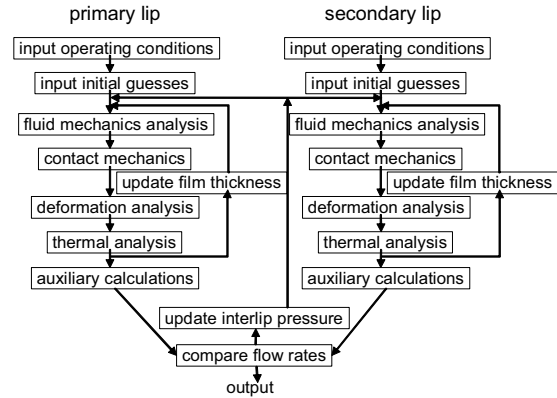 primary lip
secondary lip
input operating conditions
input operating conditions
input initial guesses
input initial guesses
fluid mechanics analysis
fluid mechanics analysis
contact mechanics
contact mechanics
update film thickness
update film thickness
deformation analysis
deformation analysis
thermal analysis
thermal analysis
auxiliary calculations
auxiliary calculations
update interlip pressure
compare flow rates
output